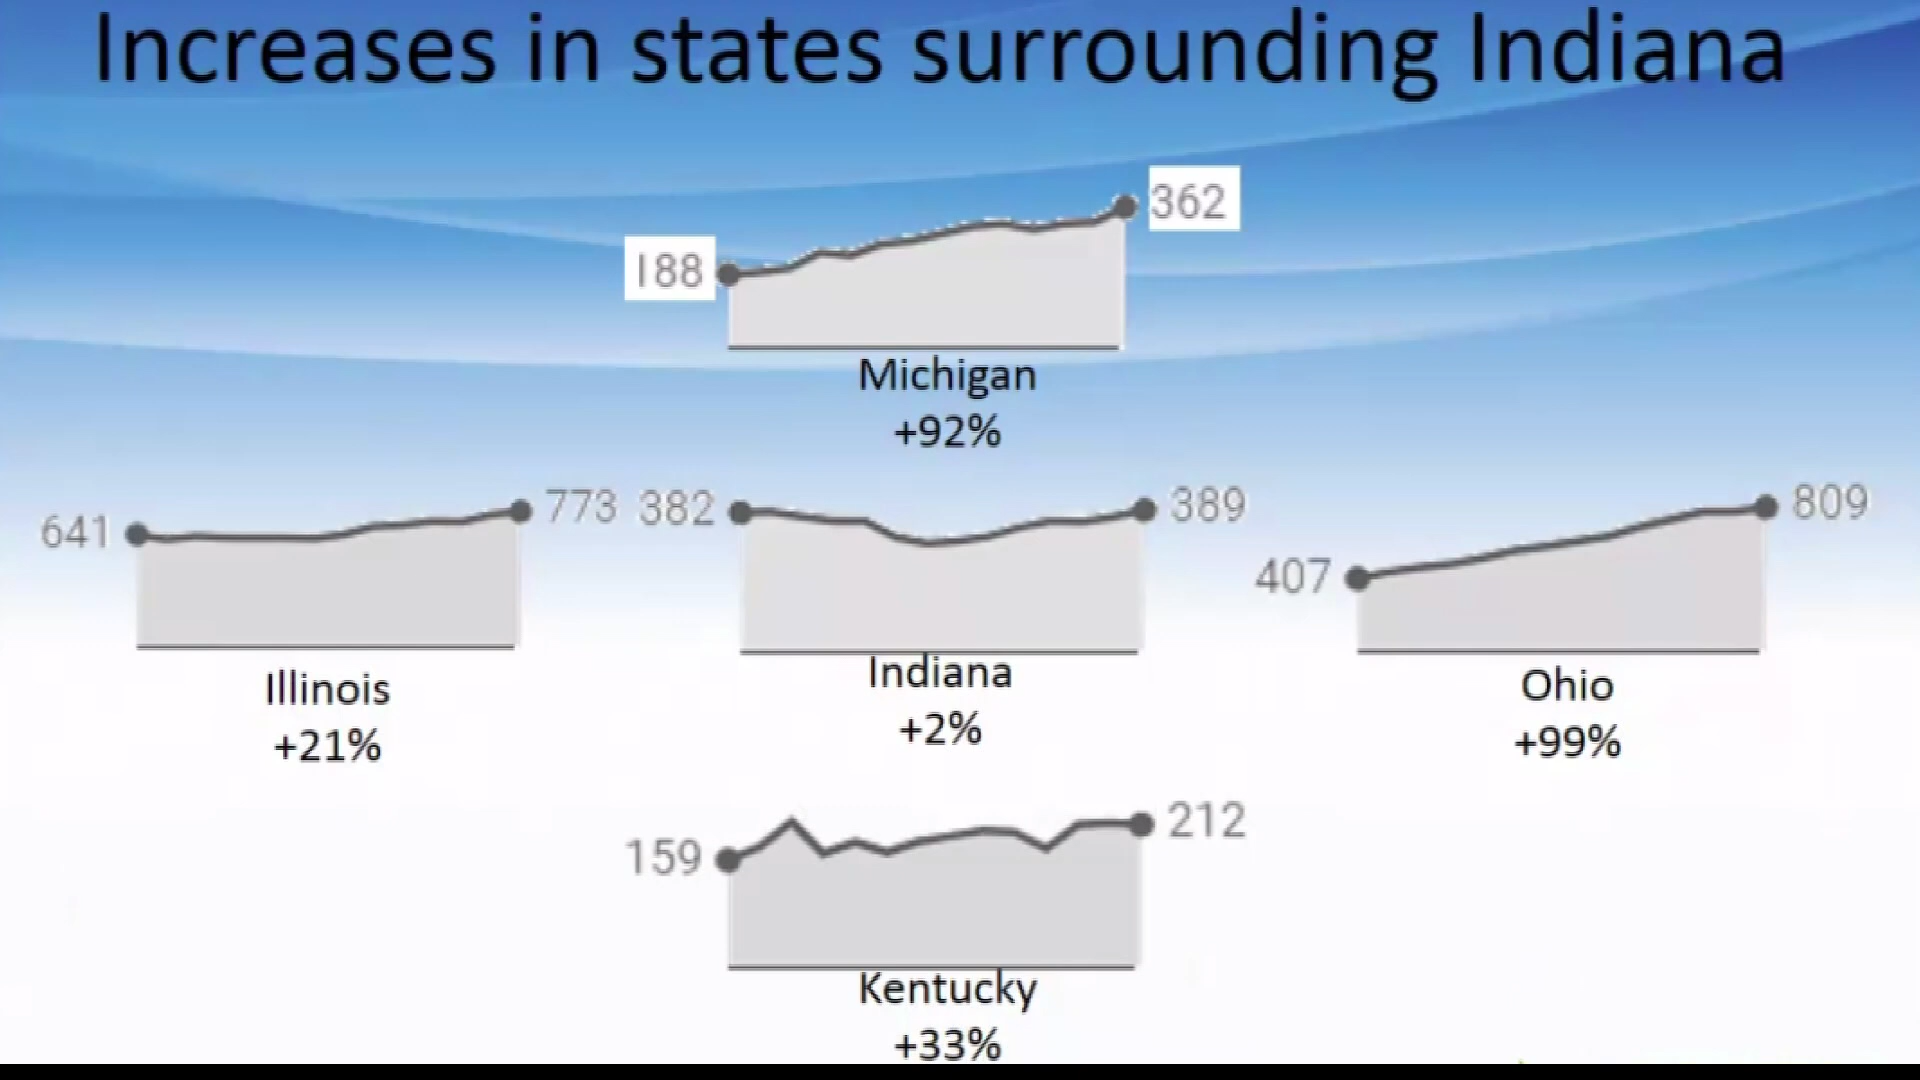 Increases in states surrounding Indiana
362
188
Michigan
+92%
641
773
382
389
407
809
Illinois
+21%
Indiana
+2%
Ohio
+99%
159
212
Kentucky
+33%